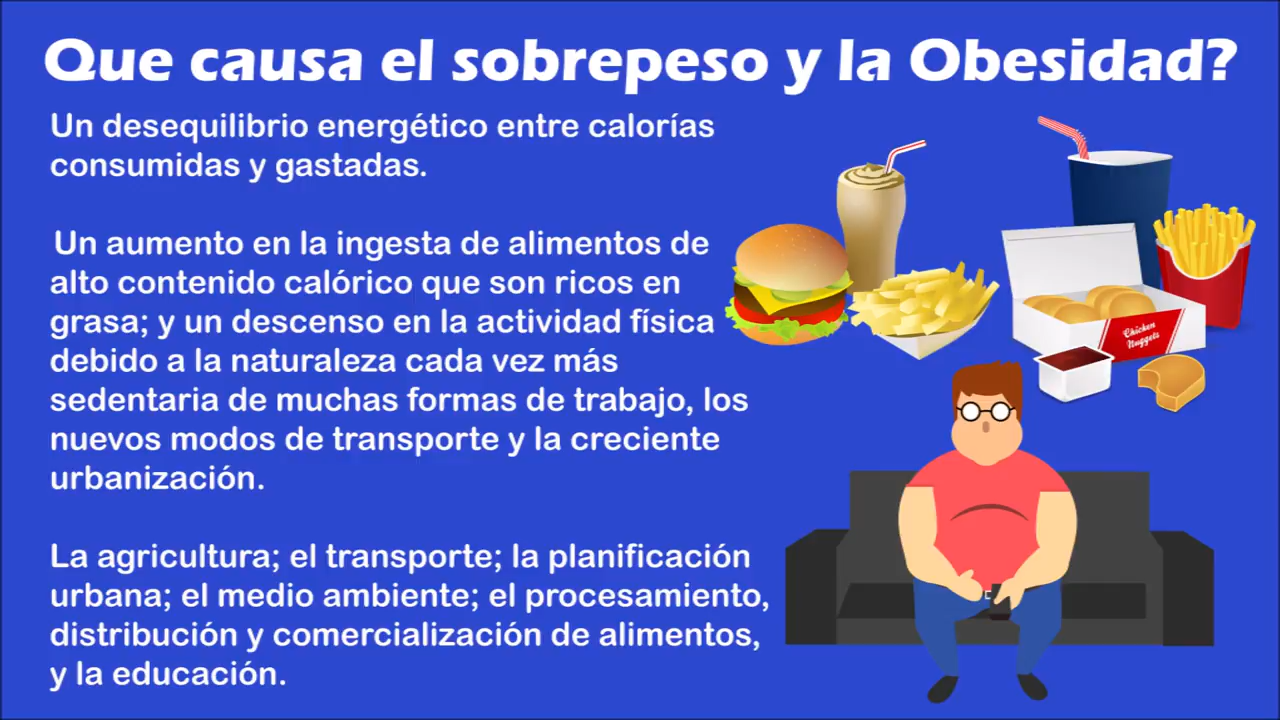 Que causa el sobrepeso y la Obesidad?
Un desequilibrio energético entre calorías
consumidas y gastadas.
Un aumento en la ingesta de alimentos de
alto contenido calórico que son ricos en
grasa; y un descenso en la actividad física
debido a la naturaleza cada vez más
sedentaria de muchas formas de trabajo, los
nuevos modos de transporte y la creciente
urbanización.
La agricultura; el transporte; la planificación
urbana; el medio ambiente; el procesamiento,
distribución y comercialización de alimentos,
y la educación.
Chicken
Nuggets